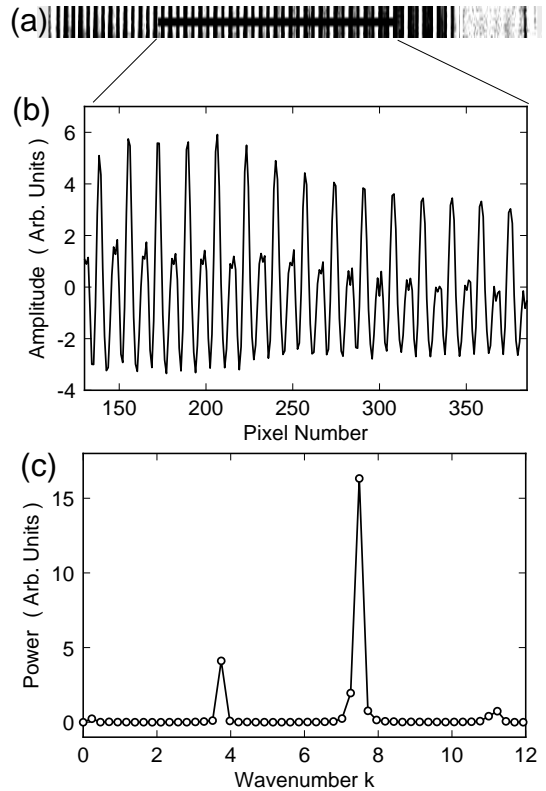 (a)
(b)
6
4
2
0
-2
-4
Amplitude ( Arb. Units )
150 200 250 300 350
Pixel Number
(c)
15
10
5
0
Power ( Arb. Units )
0 2 4 6 8 10 12
Wavenumber k